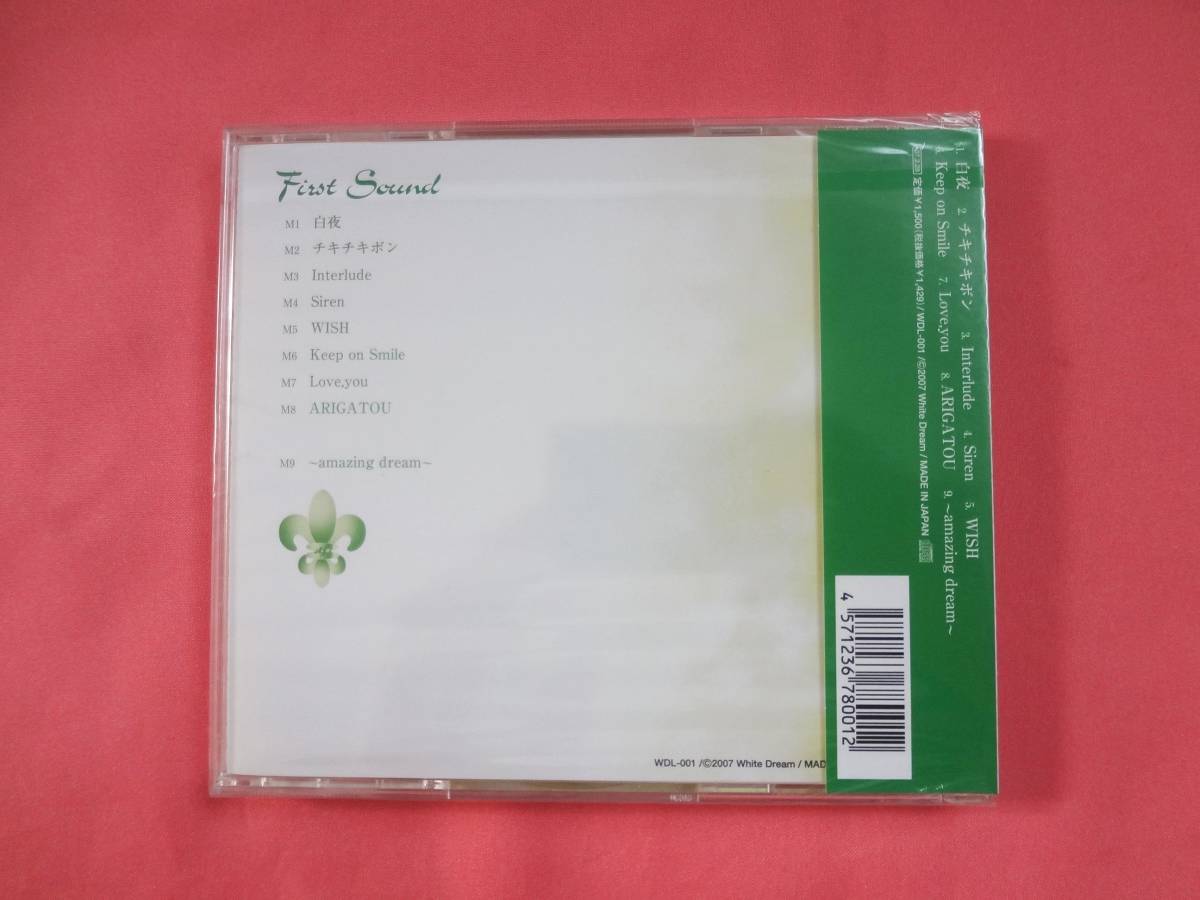 First Sound
M1 白夜
M2 チキチキボン
M3 Interlude
M4 Siren
M5 WISH
M6 Keep on Smile
M7 Love,you
M8 ARIGATOU
M9 ~amazing dream~
WDL-001 /©2007 White Dream / MAD
1. 白夜 2. チキチキボン 3. Interlude 4. Siren 5. WISH
Keep on Smile 7. Love,you 8. ARIGATOU 9. ~amazing dream~
定価¥1,500(税抜価格¥1,429)/WDL-001 /©2007 White Dream / MADE IN JAPAN
4 571236 780012